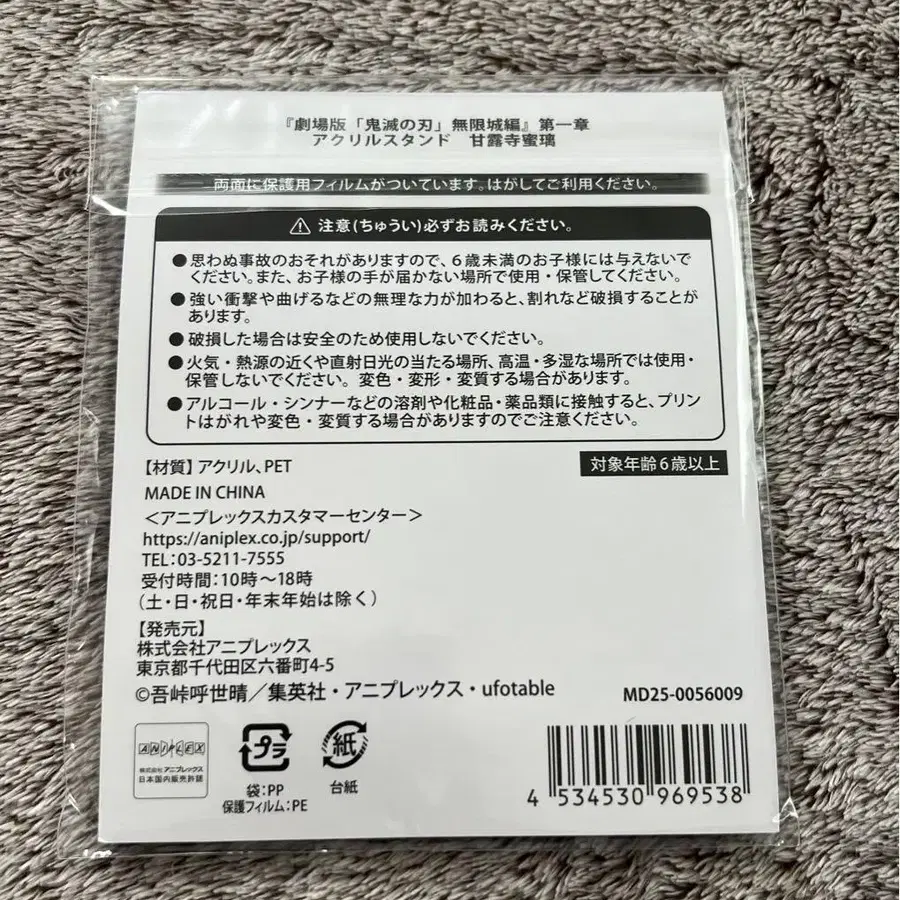 『劇場版「鬼滅の刃」無限城編』第一章
アクリルスタンド　甘露寺蜜璃
両面に保護用フィルムがついています。はがしてご利用ください。
⚠ 注意(ちゅうい)必ずお読みください。
●思わぬ事故のおそれがありますので、６歳未満のお子様には与えないで
ください。また、お子様の手が届かない場所で使用・保管してください。
●強い衝撃や曲げるなどの無理な力が加わると、割れなど破損することが
あります。
●破損した場合は安全のため使用しないでください。
●火気・熱源の近くや直射日光の当たる場所、高温・多湿な場所では使用・
保管しないでください。変色・変形・変質する場合があります。
●アルコール・シンナーなどの溶剤や化粧品・薬品類に接触すると、プリン
トはがれや変色・変質する場合がありますのでご注意ください。
【材質】アクリル、PET
対象年齢６歳以上
MADE IN CHINA
＜アニプレックスカスタマーセンター＞
https://aniplex.co.jp/support/
TEL：03-5211-7555
受付時間：10時〜18時
（土・日・祝日・年末年始は除く）
【発売元】
株式会社アニプレックス
東京都千代田区六番町4-5
©吾峠呼世晴／集英社・アニプレックス・ufotable
MD25-0056009
ANIPLEX
株式会社 アニプレックス
日本国内販売許諾
プラ
袋：PP
保護フィルム：PE
紙
台紙
4 534530 969538